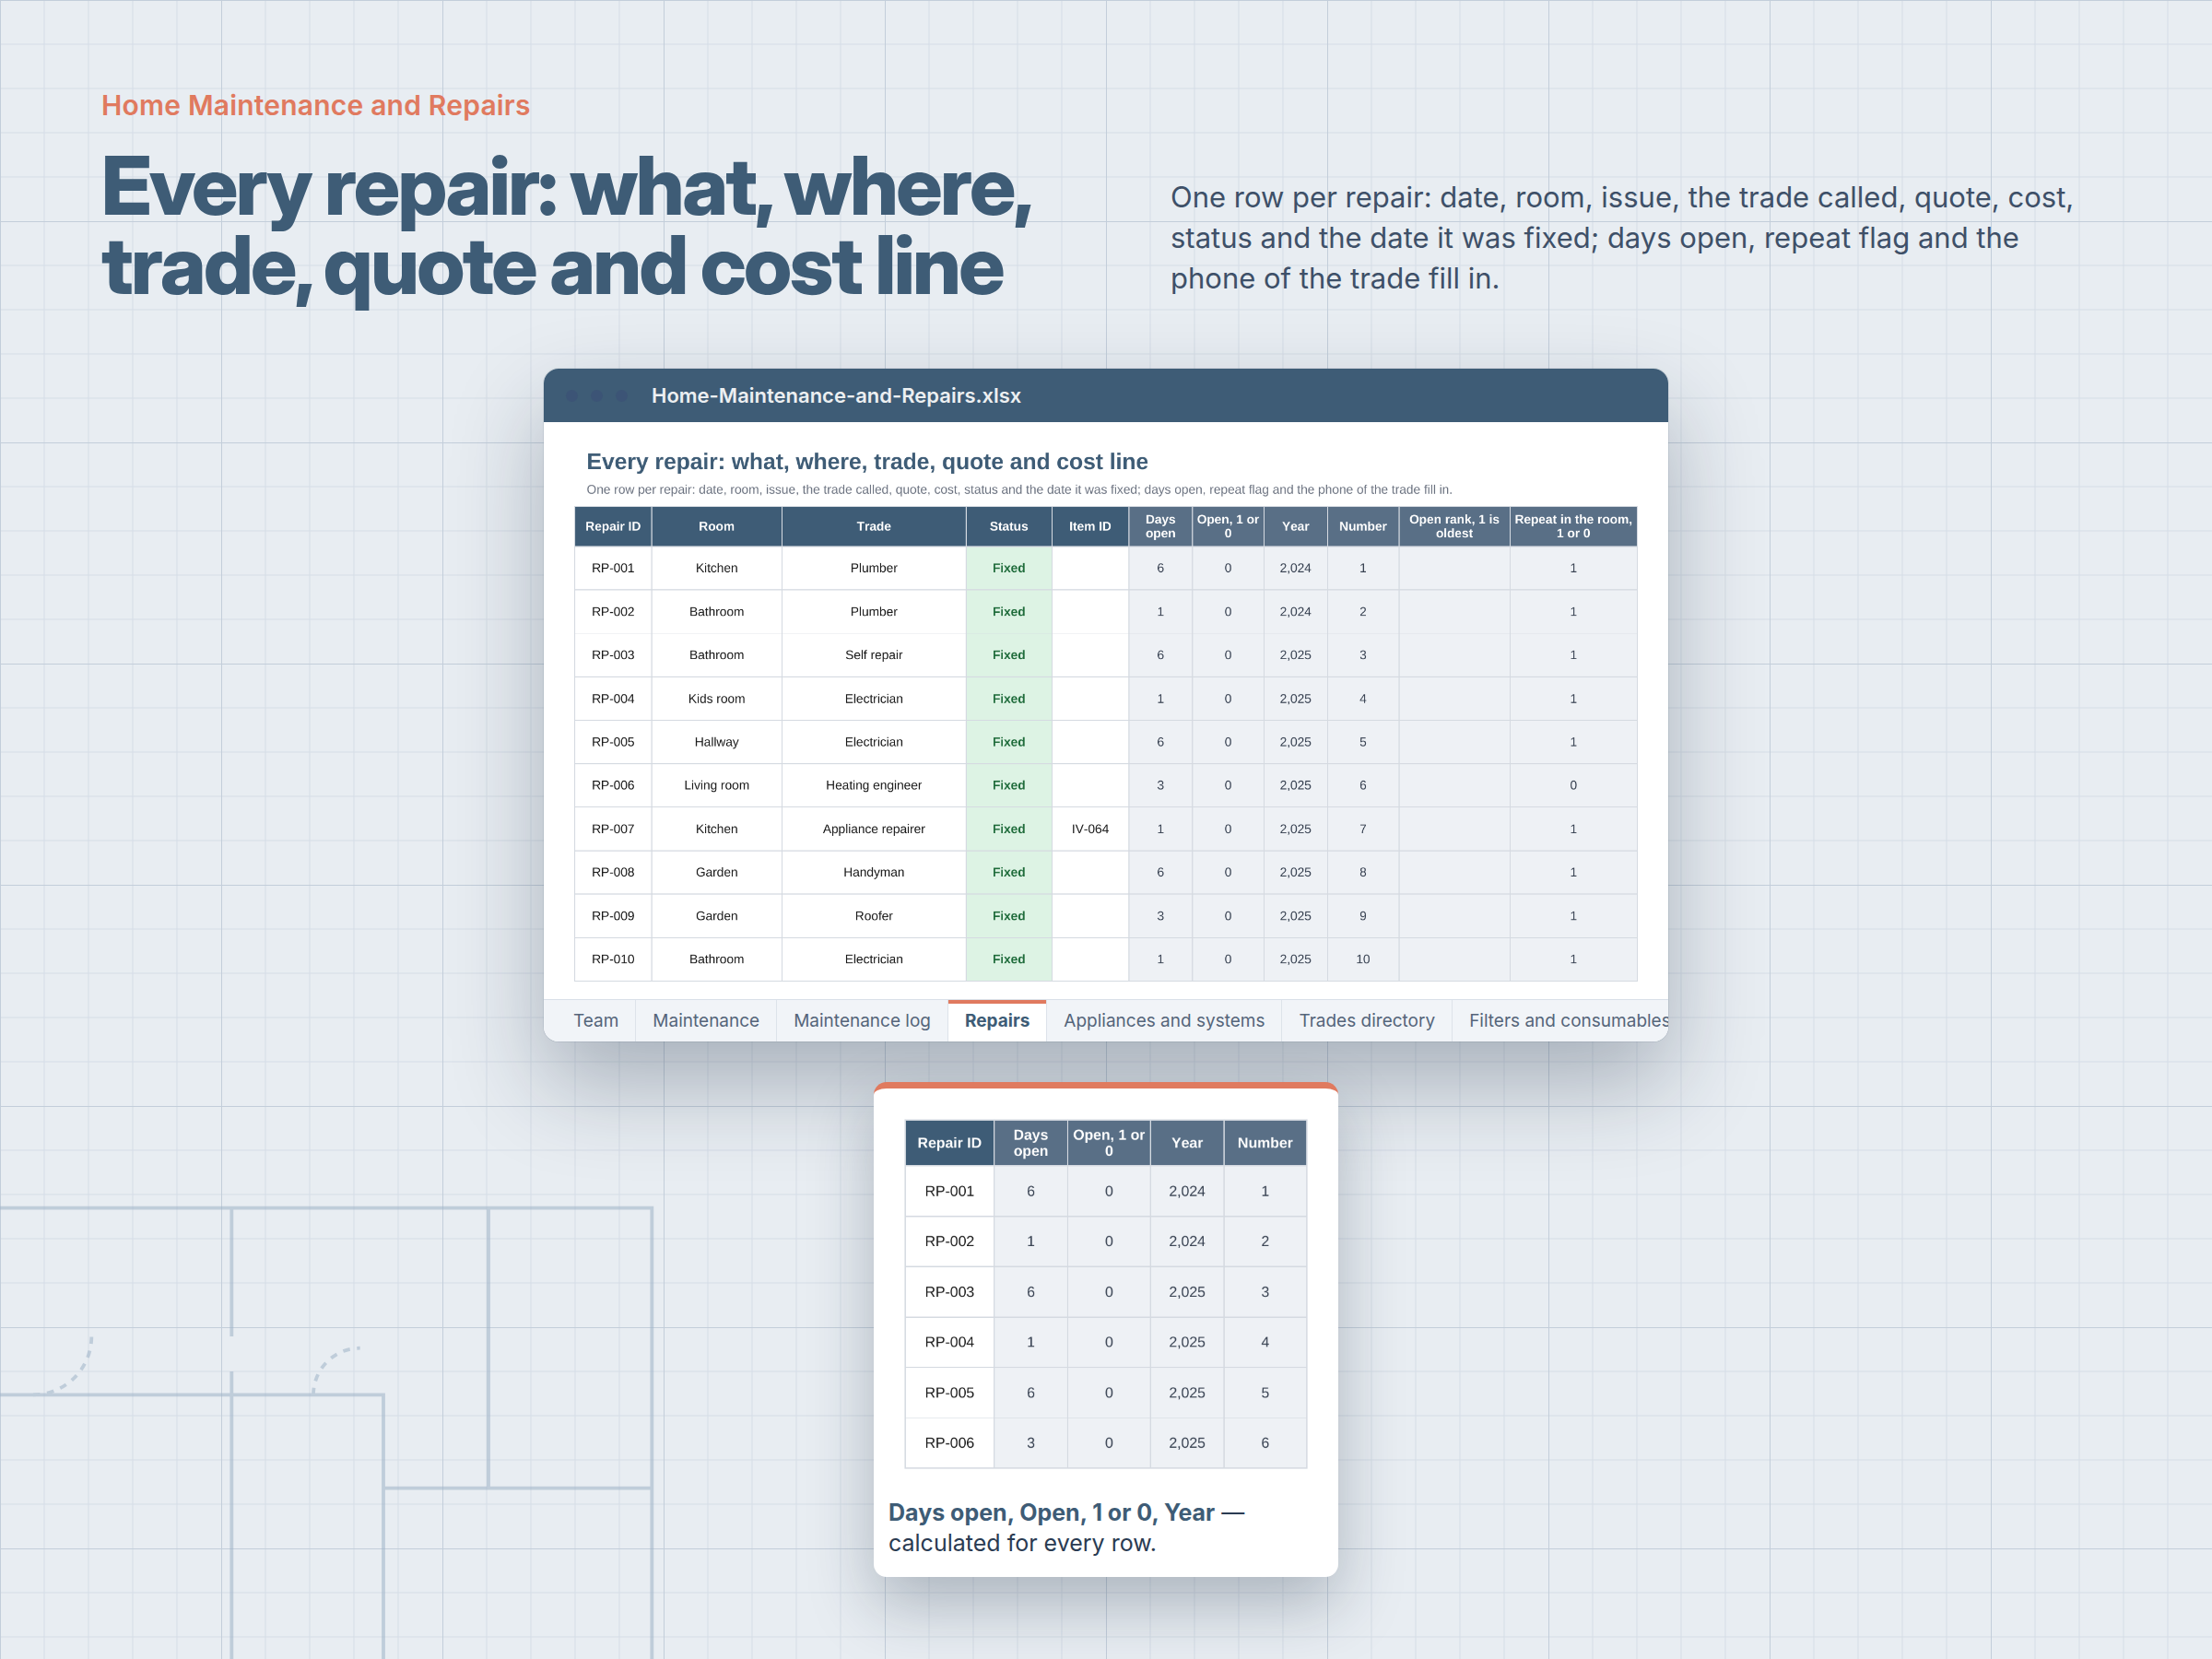 Home Maintenance and Repairs
Every repair: what, where,
trade, quote and cost line
One row per repair: date, room, issue, the trade called, quote, cost,
status and the date it was fixed; days open, repeat flag and the
phone of the trade fill in.
Home-Maintenance-and-Repairs.xlsx
Every repair: what, where, trade, quote and cost line
One row per repair: date, room, issue, the trade called, quote, cost, status and the date it was fixed; days open, repeat flag and the phone of the trade fill in.
Repair ID Room Trade Status Item ID Days open Open, 1 or 0 Year Number Open rank, 1 is oldest Repeat in the room, 1 or 0
RP-001 Kitchen Plumber Fixed 6 0 2,024 1 1
RP-002 Bathroom Plumber Fixed 1 0 2,024 2 1
RP-003 Bathroom Self repair Fixed 6 0 2,025 3 1
RP-004 Kids room Electrician Fixed 1 0 2,025 4 1
RP-005 Hallway Electrician Fixed 6 0 2,025 5 1
RP-006 Living room Heating engineer Fixed 3 0 2,025 6 0
RP-007 Kitchen Appliance repairer Fixed IV-064 1 0 2,025 7 1
RP-008 Garden Handyman Fixed 6 0 2,025 8 1
RP-009 Garden Roofer Fixed 3 0 2,025 9 1
RP-010 Bathroom Electrician Fixed 1 0 2,025 10 1
Team Maintenance Maintenance log Repairs Appliances and systems Trades directory Filters and consumables
Repair ID Days open Open, 1 or 0 Year Number
RP-001 6 0 2,024 1
RP-002 1 0 2,024 2
RP-003 6 0 2,025 3
RP-004 1 0 2,025 4
RP-005 6 0 2,025 5
RP-006 3 0 2,025 6
Days open, Open, 1 or 0, Year —
calculated for every row.